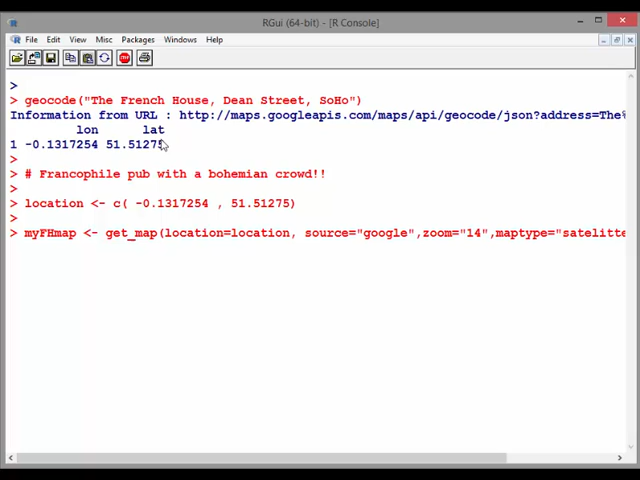 RGui (64-bit) - [R Console]
File Edit View Misc Packages Windows Help
>
> geocode("The French House, Dean Street, SoHo")
Information from URL : http://maps.googleapis.com/maps/api/geocode/json?address=The%
lon lat
1 -0.1317254 51.51275
>
> # Francophile pub with a bohemian crowd!!
>
> location <- c( -0.1317254 , 51.51275)
>
> myFHmap <- get_map(location=location, source="google",zoom="14",maptype="satelitte